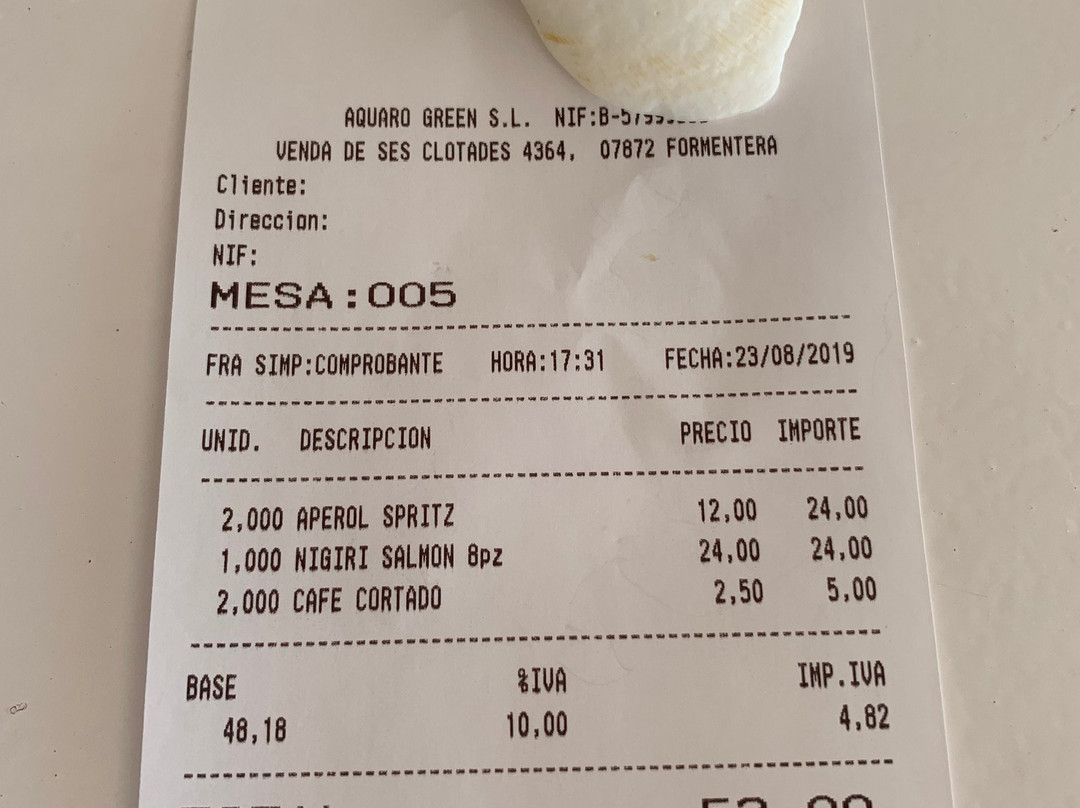 AQUARO GREEN S.L. NIF:
VENDA DE SES CLOTADES 4364, 07872 FORMENTERA
Cliente:
Direccion:
NIF:
MESA:005
FRA SIMP:COMPROBANTE HORA:17:31 FECHA:23/08/2019
UNID. DESCRIPCION PRECIO IMPORTE
2,000 APEROL SPRITZ 12,00 24,00
1,000 NIGIRI SALMON 8pz 24,00 24,00
2,000 CAFE CORTADO 2,50 5,00
BASE %IVA IMP.IVA
48,18 10,00 4,82